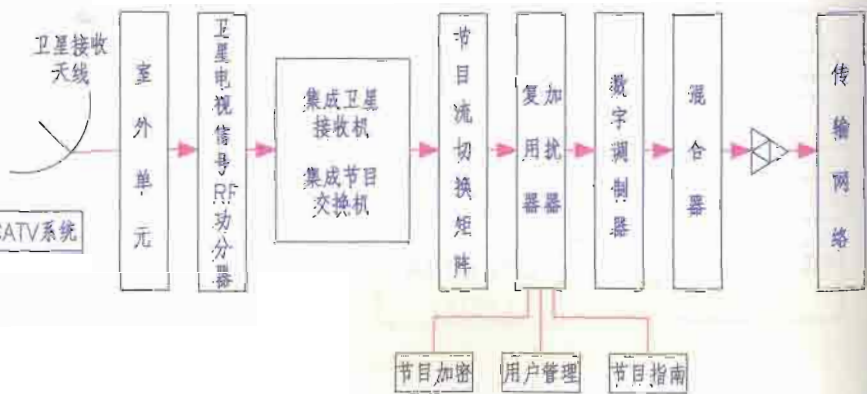 卫星接收
天线
室外单元
卫星电视信号RF功分器
集成卫星
接收机
集成节目
交换机
节目流切换矩阵
复用器
加扰器
数字调制器
混合器
传输网络
CATV系统
节目加密
用户管理
节目指南